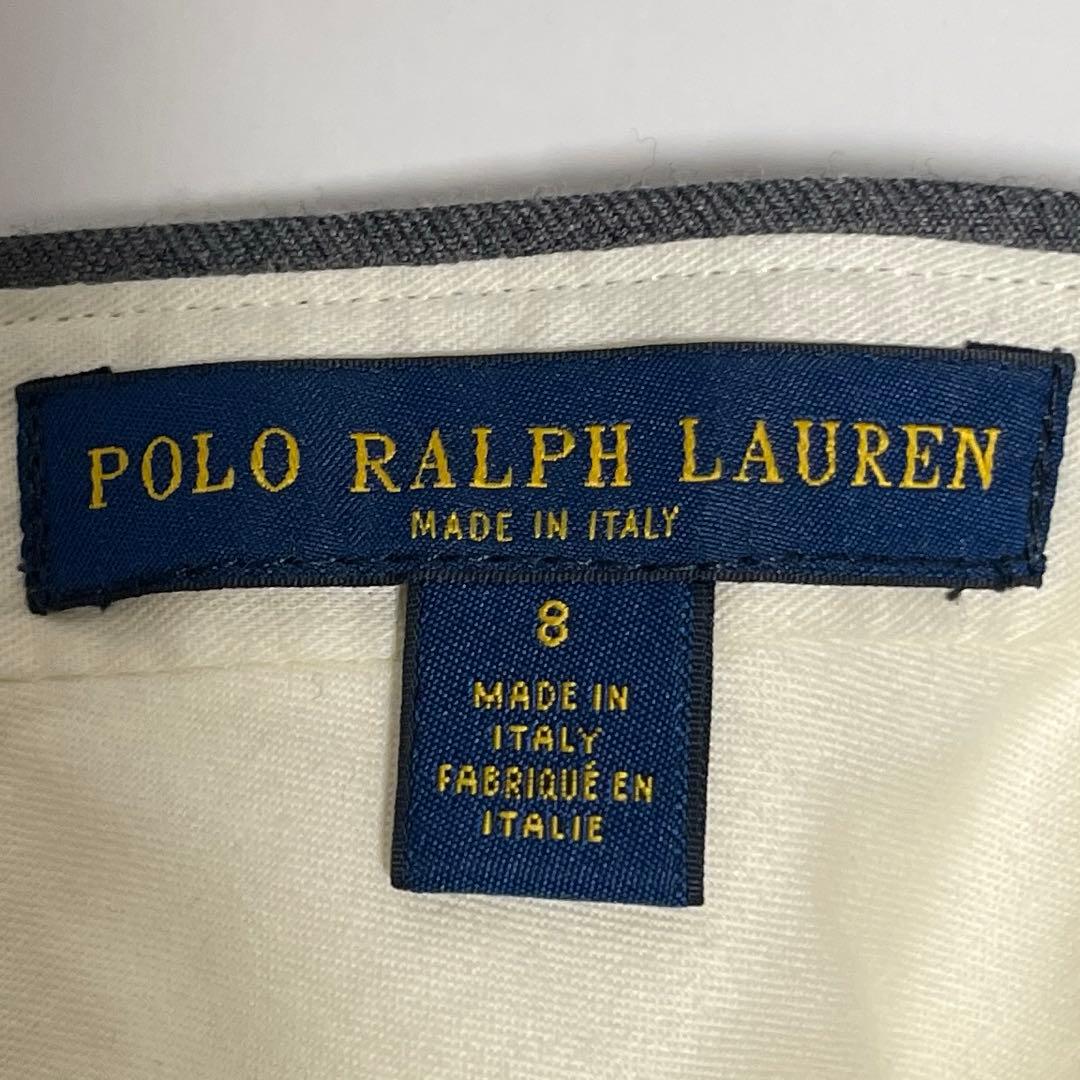 POLO RALPH LAUREN
MADE IN ITALY
8
MADE IN
ITALY
FABRIQUÉ EN
ITALIE